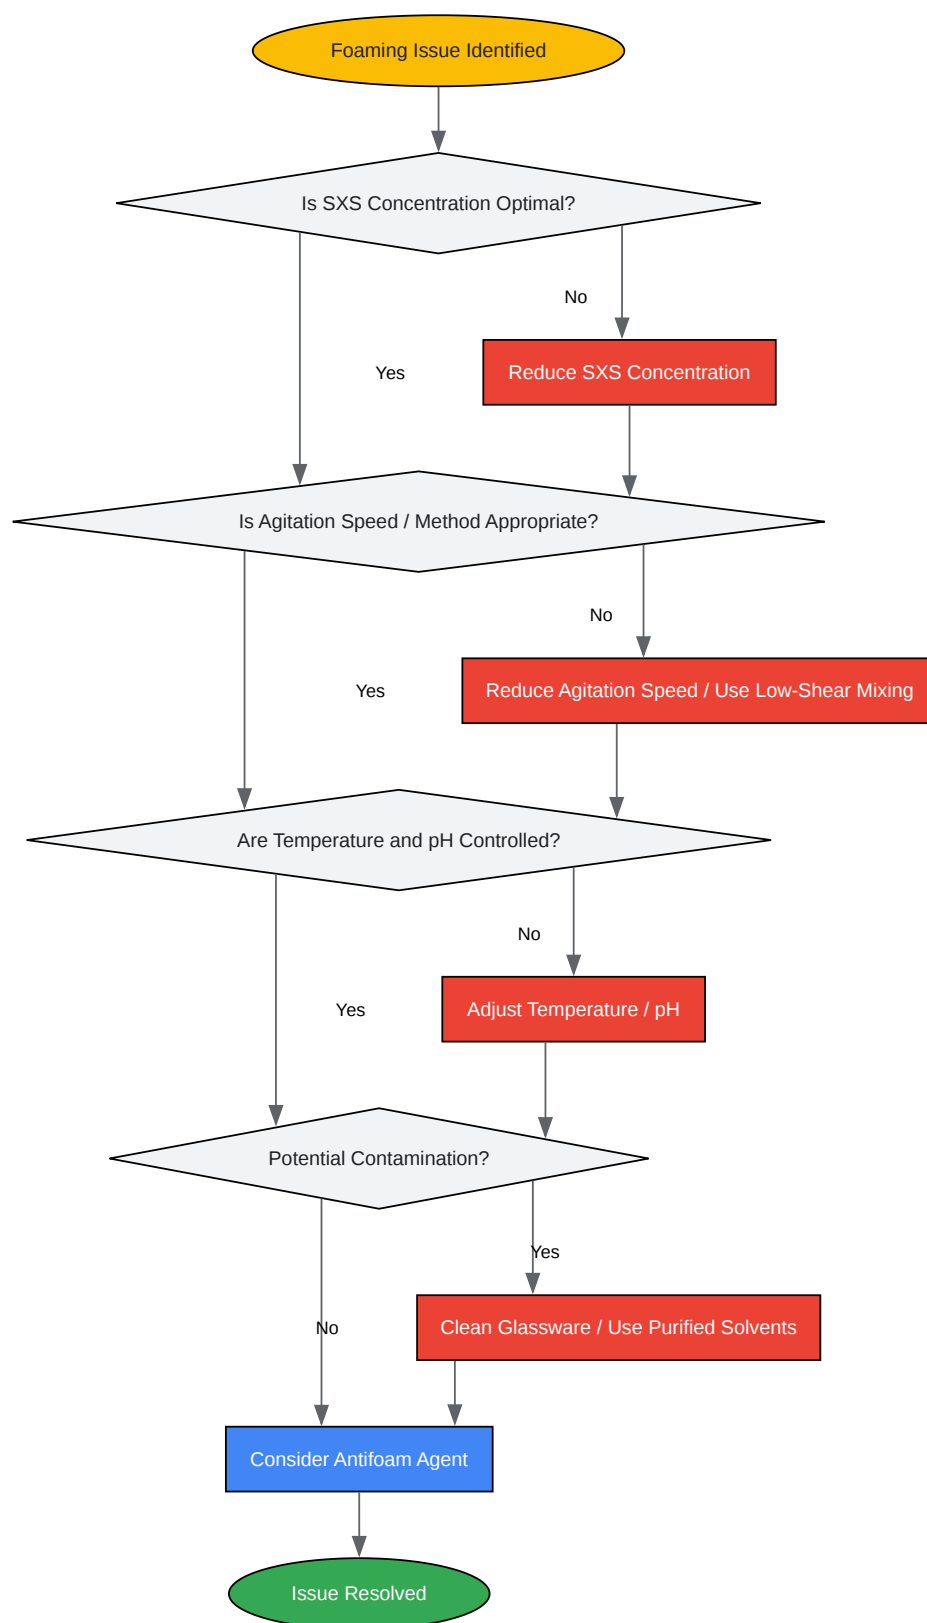 Foaming Issue Identified
Is SXS Concentration Optimal?
No
Yes
Reduce SXS Concentration
Is Agitation Speed / Method Appropriate?
No
Yes
Reduce Agitation Speed / Use Low-Shear Mixing
Are Temperature and pH Controlled?
No
Yes
Adjust Temperature / pH
Potential Contamination?
Yes
No
Clean Glassware / Use Purified Solvents
Consider Antifoam Agent
Issue Resolved